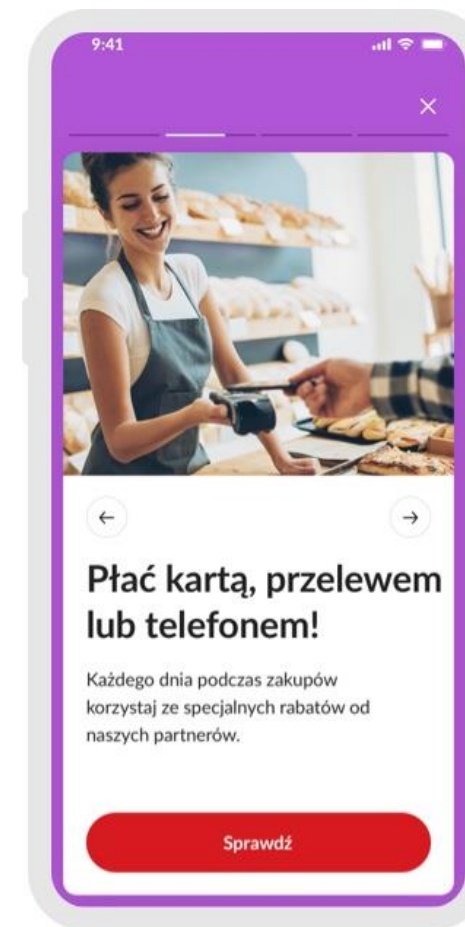 9:41
Płać kartą, przelewem
lub telefonem!
Każdego dnia podczas zakupów
korzystaj ze specjalnych rabatów od
naszych partnerów.
Sprawdź